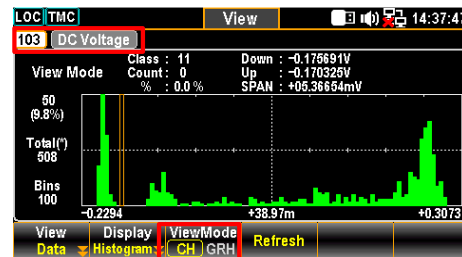 LOC TMC View 14:37:47
103 DC Voltage
View Mode
Class : 11 Down : -0.175691V
Count: 0 Up : -0.170325V
% : 0.0 % SPAN : +05.36654mV
50
(9.8%)
Total(*)
508
Bins
100
-0.2294 +38.97m +0.3073
View Display ViewMode
Data Histogram CH GRH Refresh